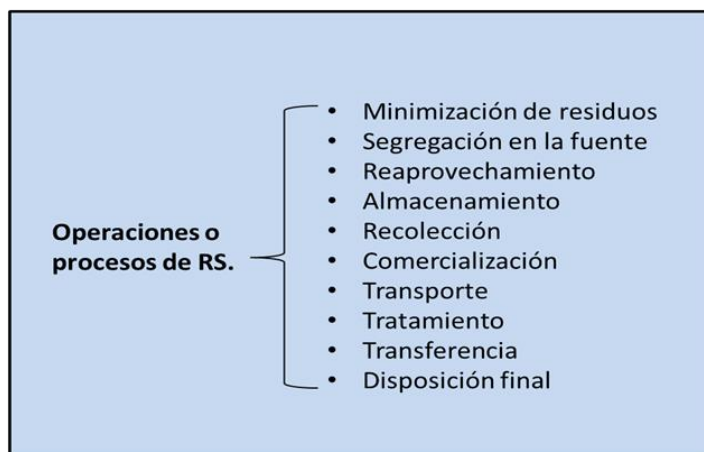 Operaciones o
procesos de RS.
• Minimización de residuos
• Segregación en la fuente
• Reaprovechamiento
• Almacenamiento
• Recolección
• Comercialización
• Transporte
• Tratamiento
• Transferencia
• Disposición final